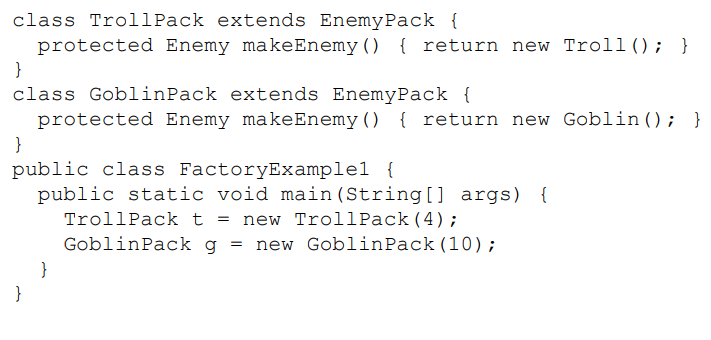 class TrollPack extends EnemyPack {
  protected Enemy makeEnemy() { return new Troll(); }
}
class GoblinPack extends EnemyPack {
  protected Enemy makeEnemy() { return new Goblin(); }
}
public class FactoryExample1 {
  public static void main(String[] args) {
    TrollPack t = new TrollPack(4);
    GoblinPack g = new GoblinPack(10);
  }
}